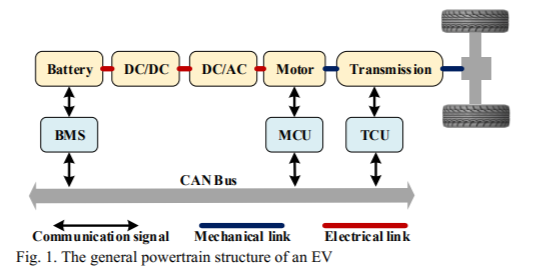 Battery DC/DC DC/AC Motor Transmission
BMS MCU TCU
CAN Bus
Communication signal Mechanical link Electrical link
Fig. 1. The general powertrain structure of an EV